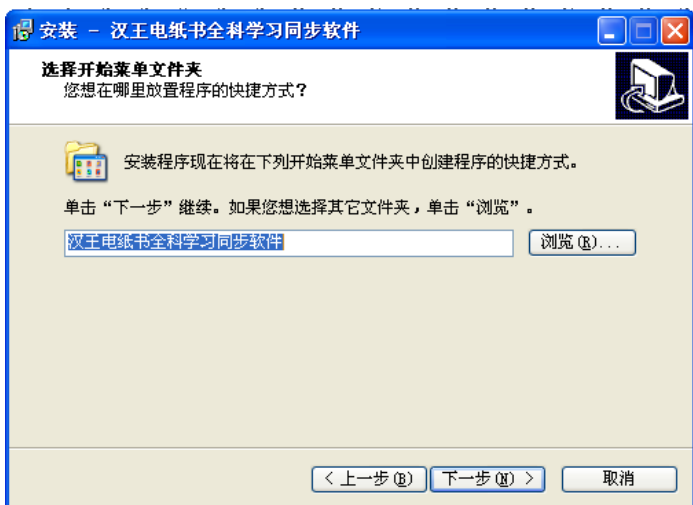 安装 - 汉王电纸书全科学习同步软件
选择开始菜单文件夹
您想在哪里放置程序的快捷方式?
安装程序现在将在下列开始菜单文件夹中创建程序的快捷方式。
单击“下一步”继续。如果您想选择其它文件夹,单击“浏览”。
汉王电纸书全科学习同步软件
浏览(R)...
< 上一步(B)
下一步(N) >
取消